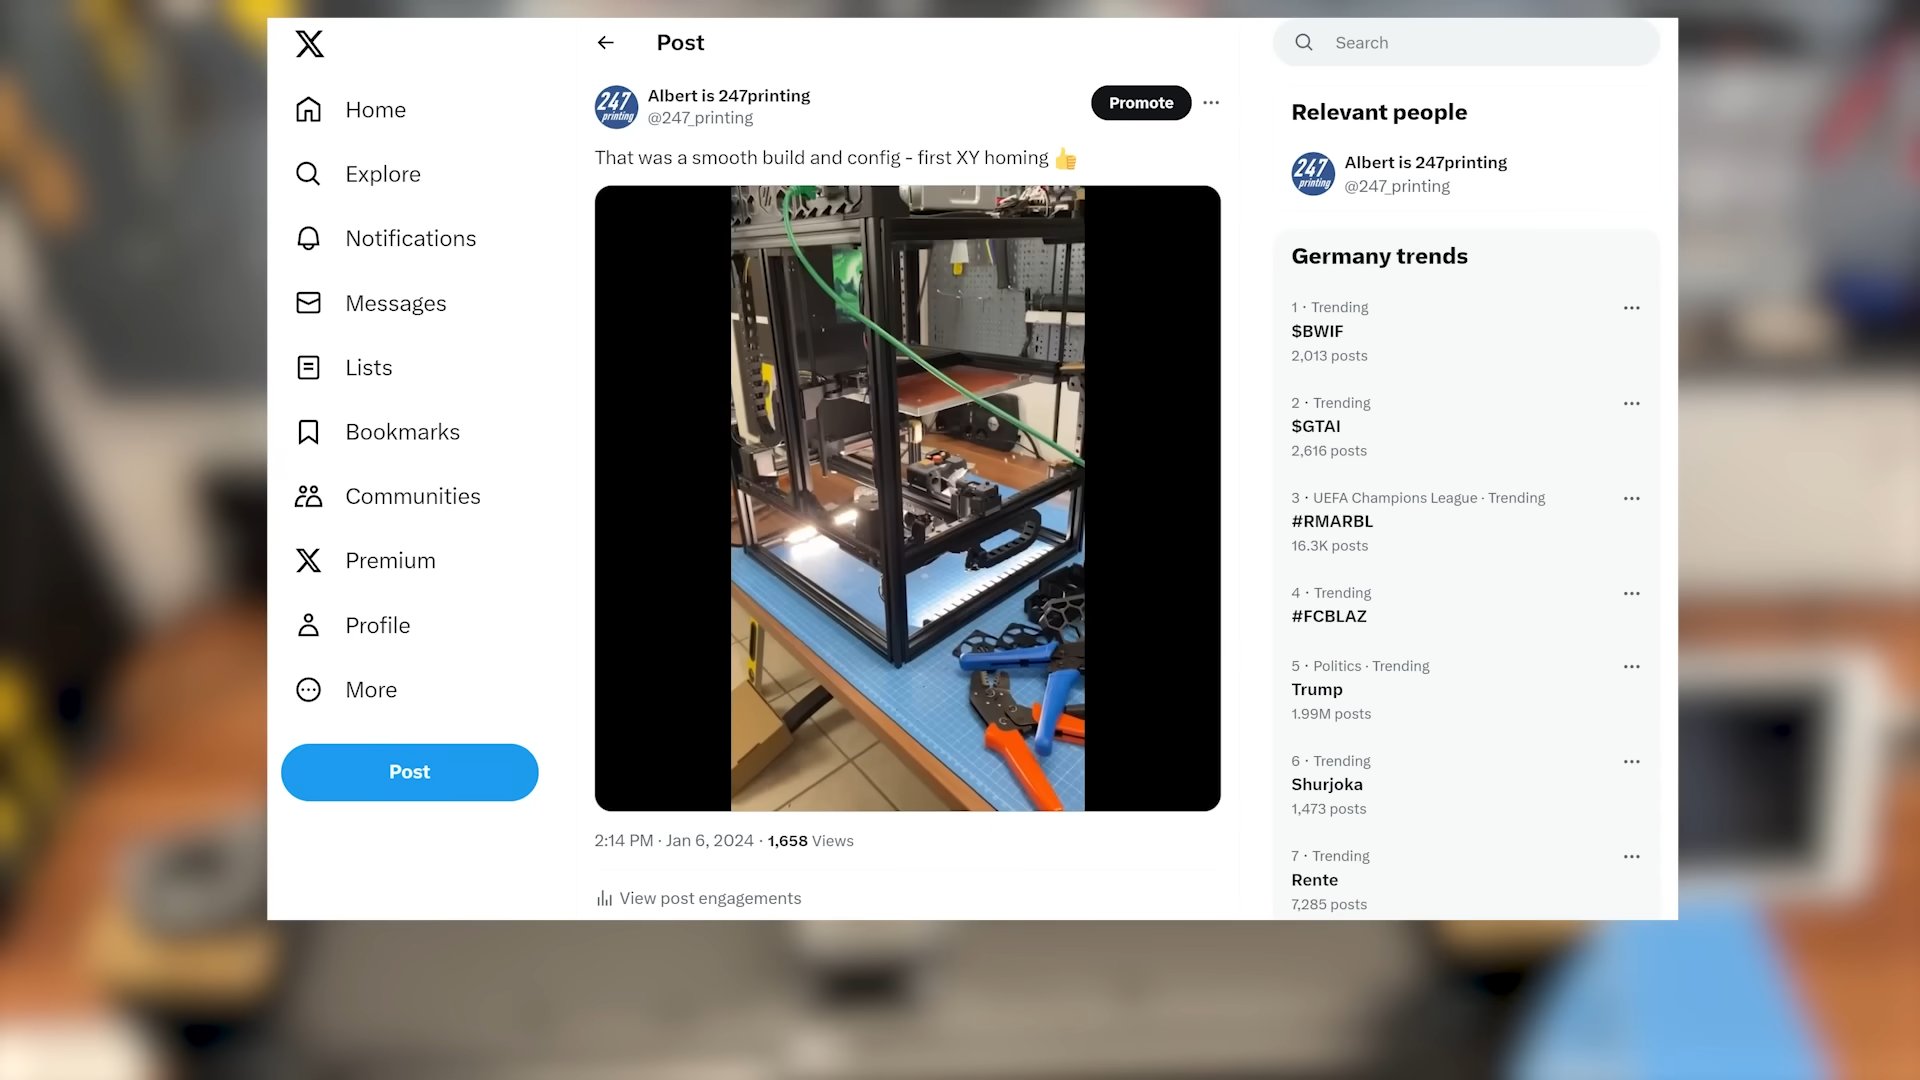 Home
Explore
Notifications
Messages
Lists
Bookmarks
Communities
Premium
Profile
More
Post
Post
247
printing
Albert is 247printing
@247_printing
Promote
That was a smooth build and config - first XY homing 👍
2:14 PM · Jan 6, 2024 · 1,658 Views
View post engagements
Search
Relevant people
247
printing
Albert is 247printing
@247_printing
Germany trends
1 · Trending
$BWIF
2,013 posts
2 · Trending
$GTAI
2,616 posts
3 · UEFA Champions League · Trending
#RMARBL
16.3K posts
4 · Trending
#FCBLAZ
5 · Politics · Trending
Trump
1.99M posts
6 · Trending
Shurjoka
1,473 posts
7 · Trending
Rente
7,285 posts